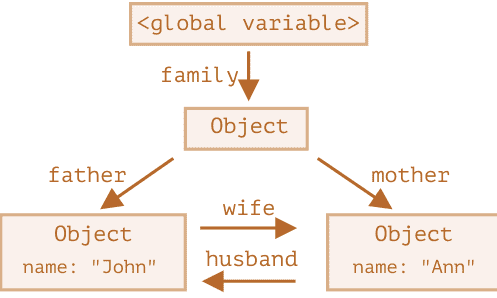 <global variable>
family
Object
father
mother
wife
Object
name: "John"
husband
Object
name: "Ann"